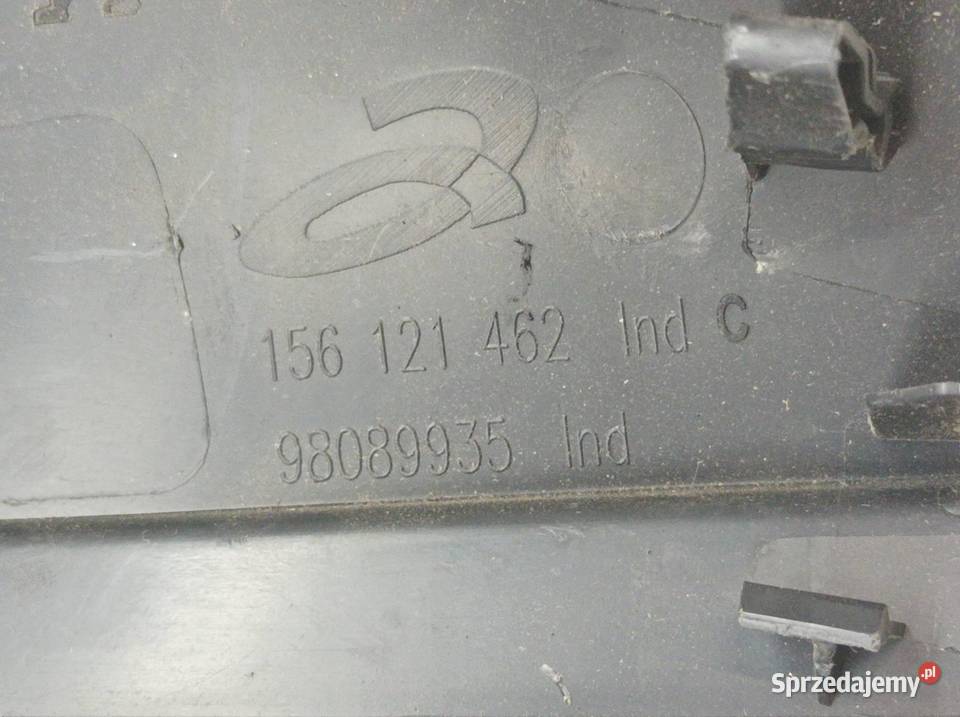 156 121 462 Ind C
98089935 Ind
Sprzedajemy.pl